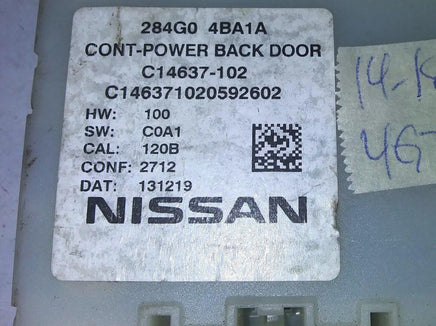 284G0 4BA1A
CONT-POWER BACK DOOR
C14637-102
C146371020592602
HW: 100
SW: C0A1
CAL: 120B
CONF: 2712
DAT: 131219
NISSAN